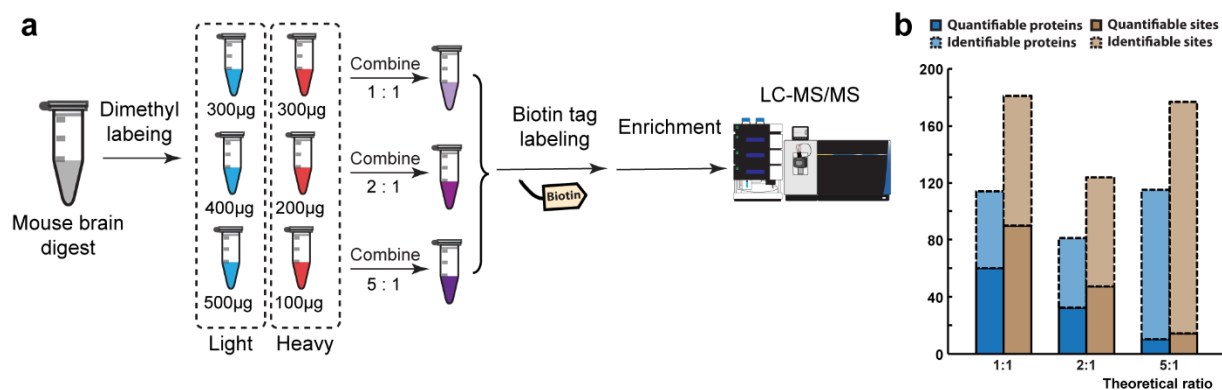 a
Mouse brain
digest
Dimethyl
labeing
300µg
300µg
400µg
200µg
500µg
100µg
Light
Heavy
Combine
1 : 1
Combine
2 : 1
Combine
5 : 1
Biotin tag
labeling
Biotin
Enrichment
LC-MS/MS
b
Quantifiable proteins
Quantifiable sites
Identifiable proteins
Identifiable sites
200
160
120
80
40
0
1:1
2:1
5:1
Theoretical ratio